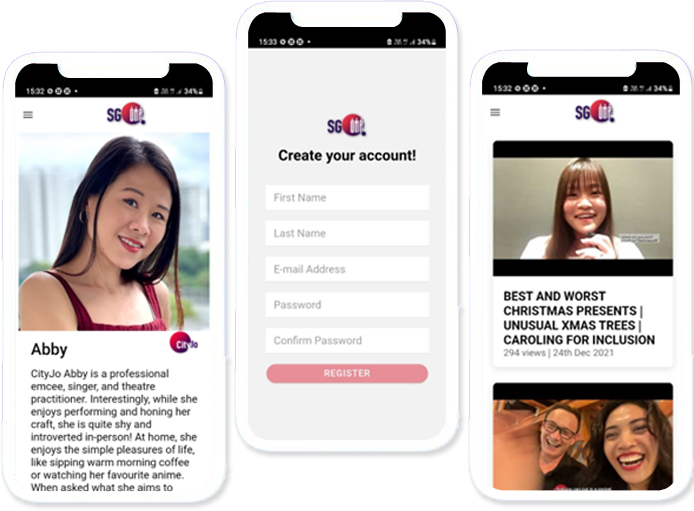 15:32
34%
SG
Abby
CityJo
CityJo Abby is a professional
emcee, singer, and theatre
practitioner. Interestingly, while she
enjoys performing and honing her
craft, she is quite shy and
introverted in-person! At home, she
enjoys the simple pleasures of life,
like sipping warm morning coffee
or watching her favourite anime.
When asked what she aims to
15:33
34%
SG
Create your account!
First Name
Last Name
E-mail Address
Password
Confirm Password
REGISTER
15:32
34%
SG
BEST AND WORST
CHRISTMAS PRESENTS |
UNUSUAL XMAS TREES |
CAROLING FOR INCLUSION
294 views | 24th Dec 2021